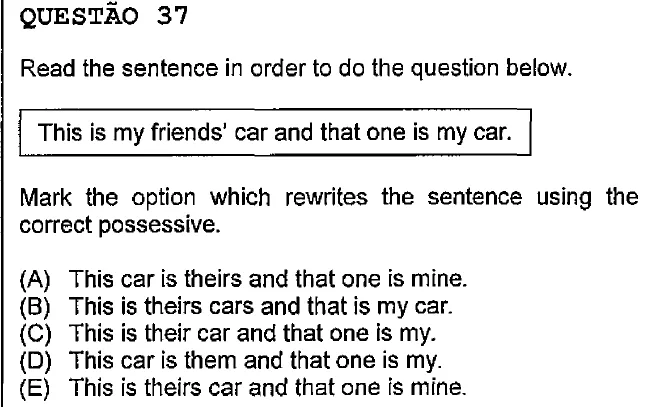 QUESTÃO 37
Read the sentence in order to do the question below.
This is my friends' car and that one is my car.
Mark the option which rewrites the sentence using the
correct possessive.
(A) This car is theirs and that one is mine.
(B) This is theirs cars and that is my car.
(C) This is their car and that one is my.
(D) This car is them and that one is my.
(E) This is theirs car and that one is mine.